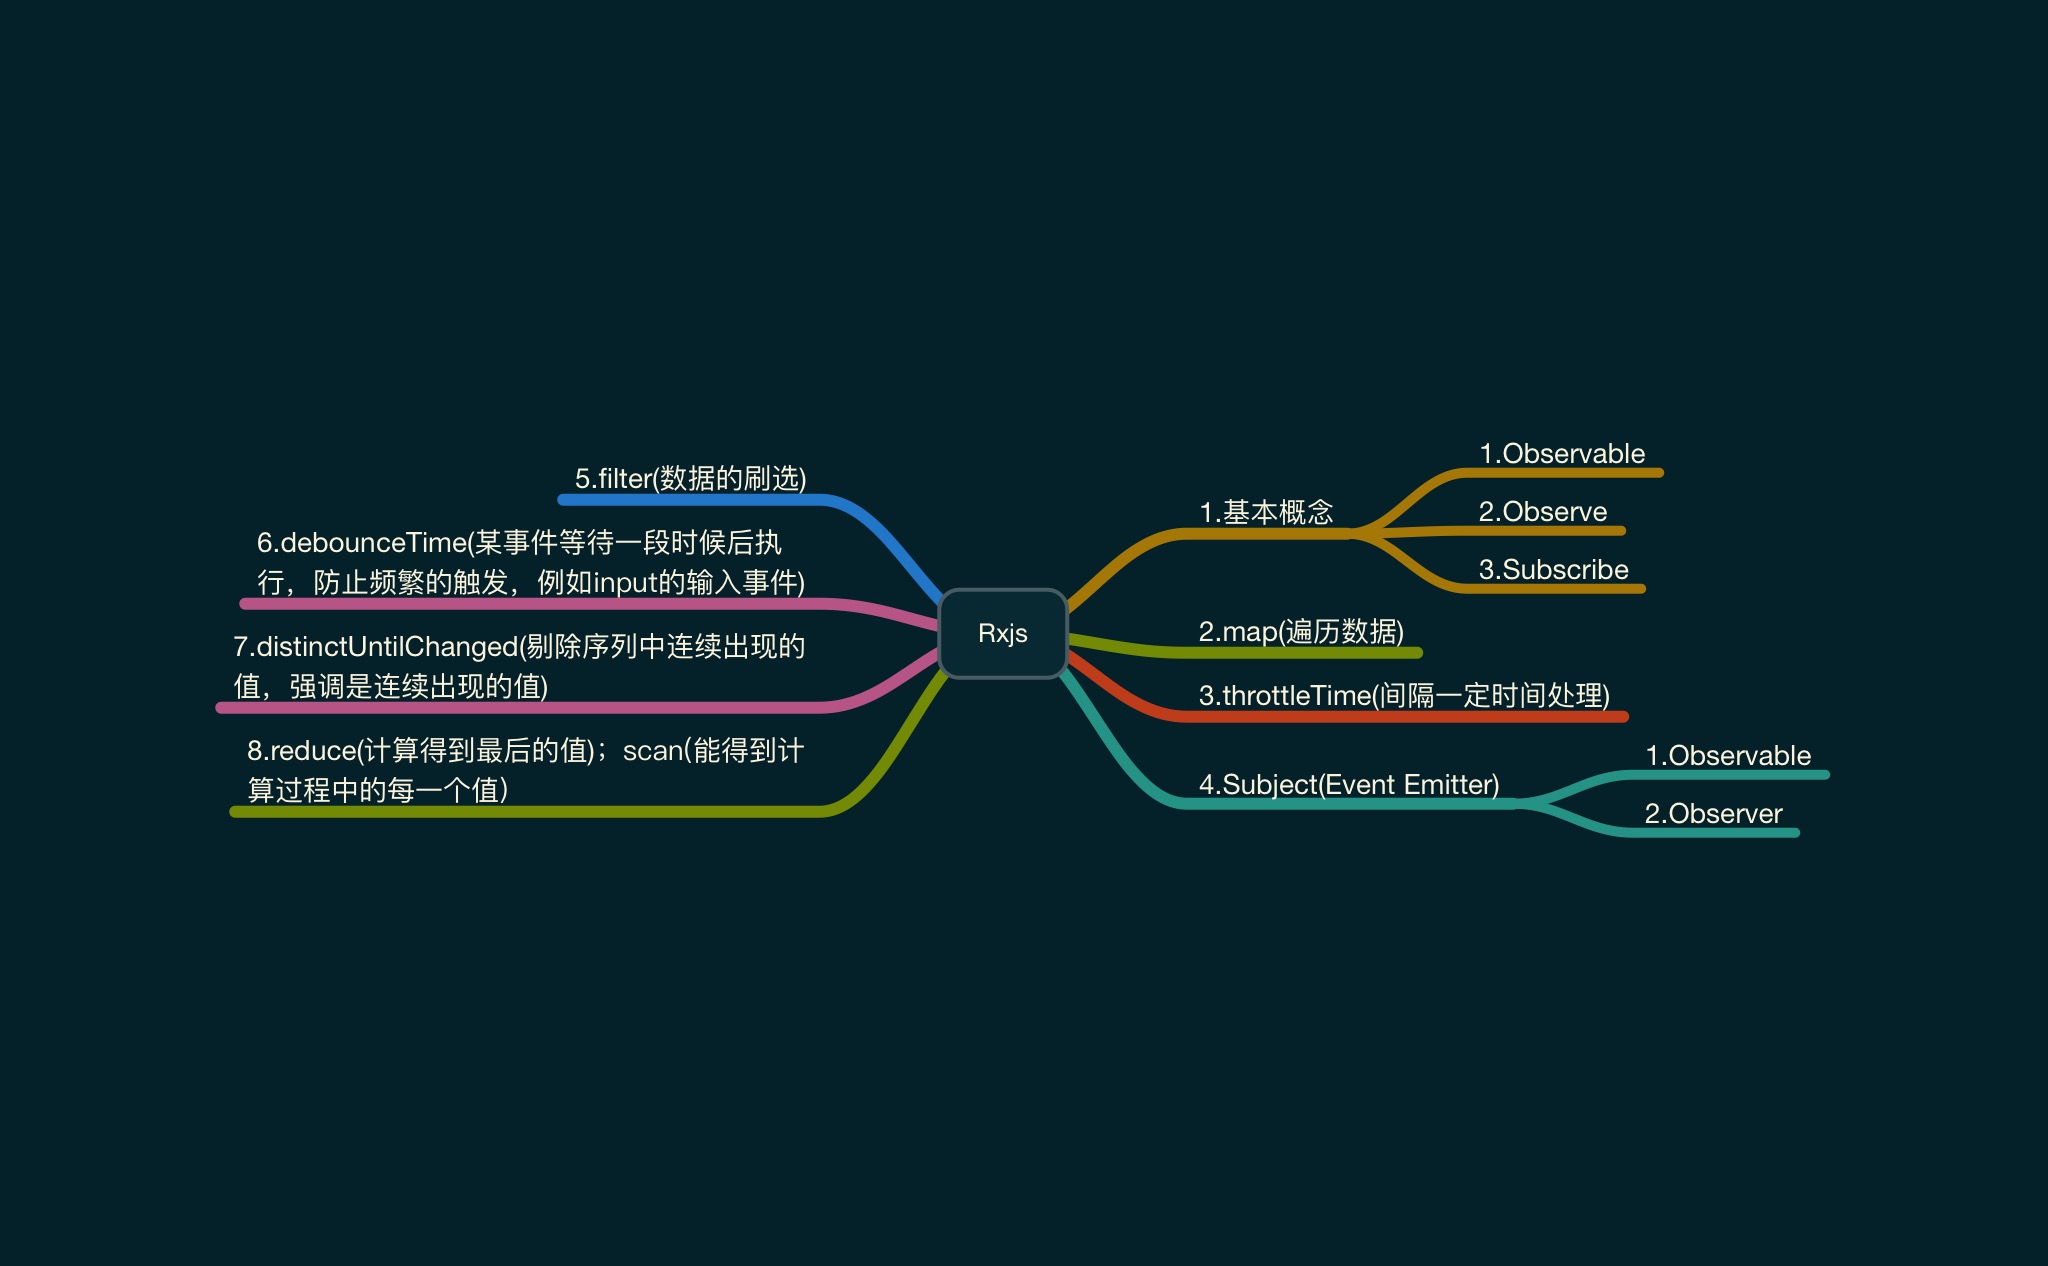 Rxjs
1.基本概念
1.Observable
2.Observe
3.Subscribe
2.map(遍历数据)
3.throttleTime(间隔一定时间处理)
4.Subject(Event Emitter)
1.Observable
2.Observer
5.filter(数据的刷选)
6.debounceTime(某事件等待一段时候后执
行，防止频繁的触发，例如input的输入事件)
7.distinctUntilChanged(剔除序列中连续出现的
值，强调是连续出现的值)
8.reduce(计算得到最后的值)；scan(能得到计
算过程中的每一个值)